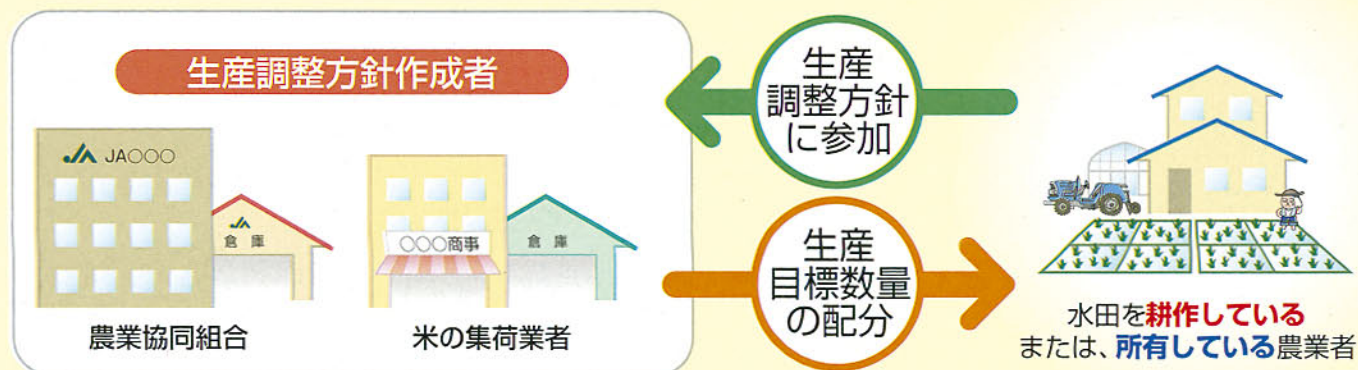 生産調整方針作成者
JA JA○○○
JA
倉庫
○○○商事
倉庫
農業協同組合
米の集荷業者
生産
調整方針
に参加
生産
目標数量
の配分
水田を耕作している
または、所有している農業者